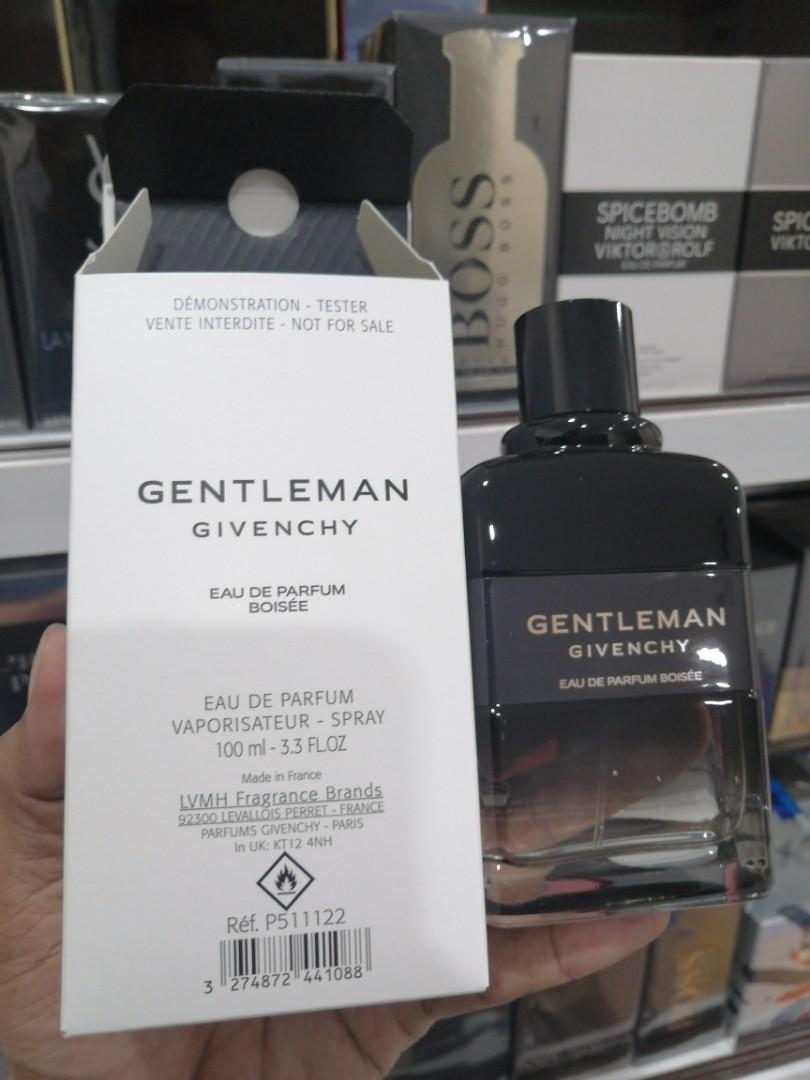 DÉMONSTRATION - TESTER
VENTE INTERDITE - NOT FOR SALE
GENTLEMAN
GIVENCHY
EAU DE PARFUM
BOISÉE
EAU DE PARFUM
VAPORISATEUR - SPRAY
100 ml - 3.3 FL.OZ
Made in France
LVMH Fragrance Brands
92300 LEVALLOIS PERRET - FRANCE
PARFUMS GIVENCHY - PARIS
In UK: KT12 4NH
Réf. P511122
3 274872 441088
GENTLEMAN
GIVENCHY
EAU DE PARFUM BOISÉE
BOSS
HUGO BOSS
SPICEBOMB
NIGHT VISION
VIKTOR&ROLF
EAU DE PARFUM
SPIC
VIKT
BOSS